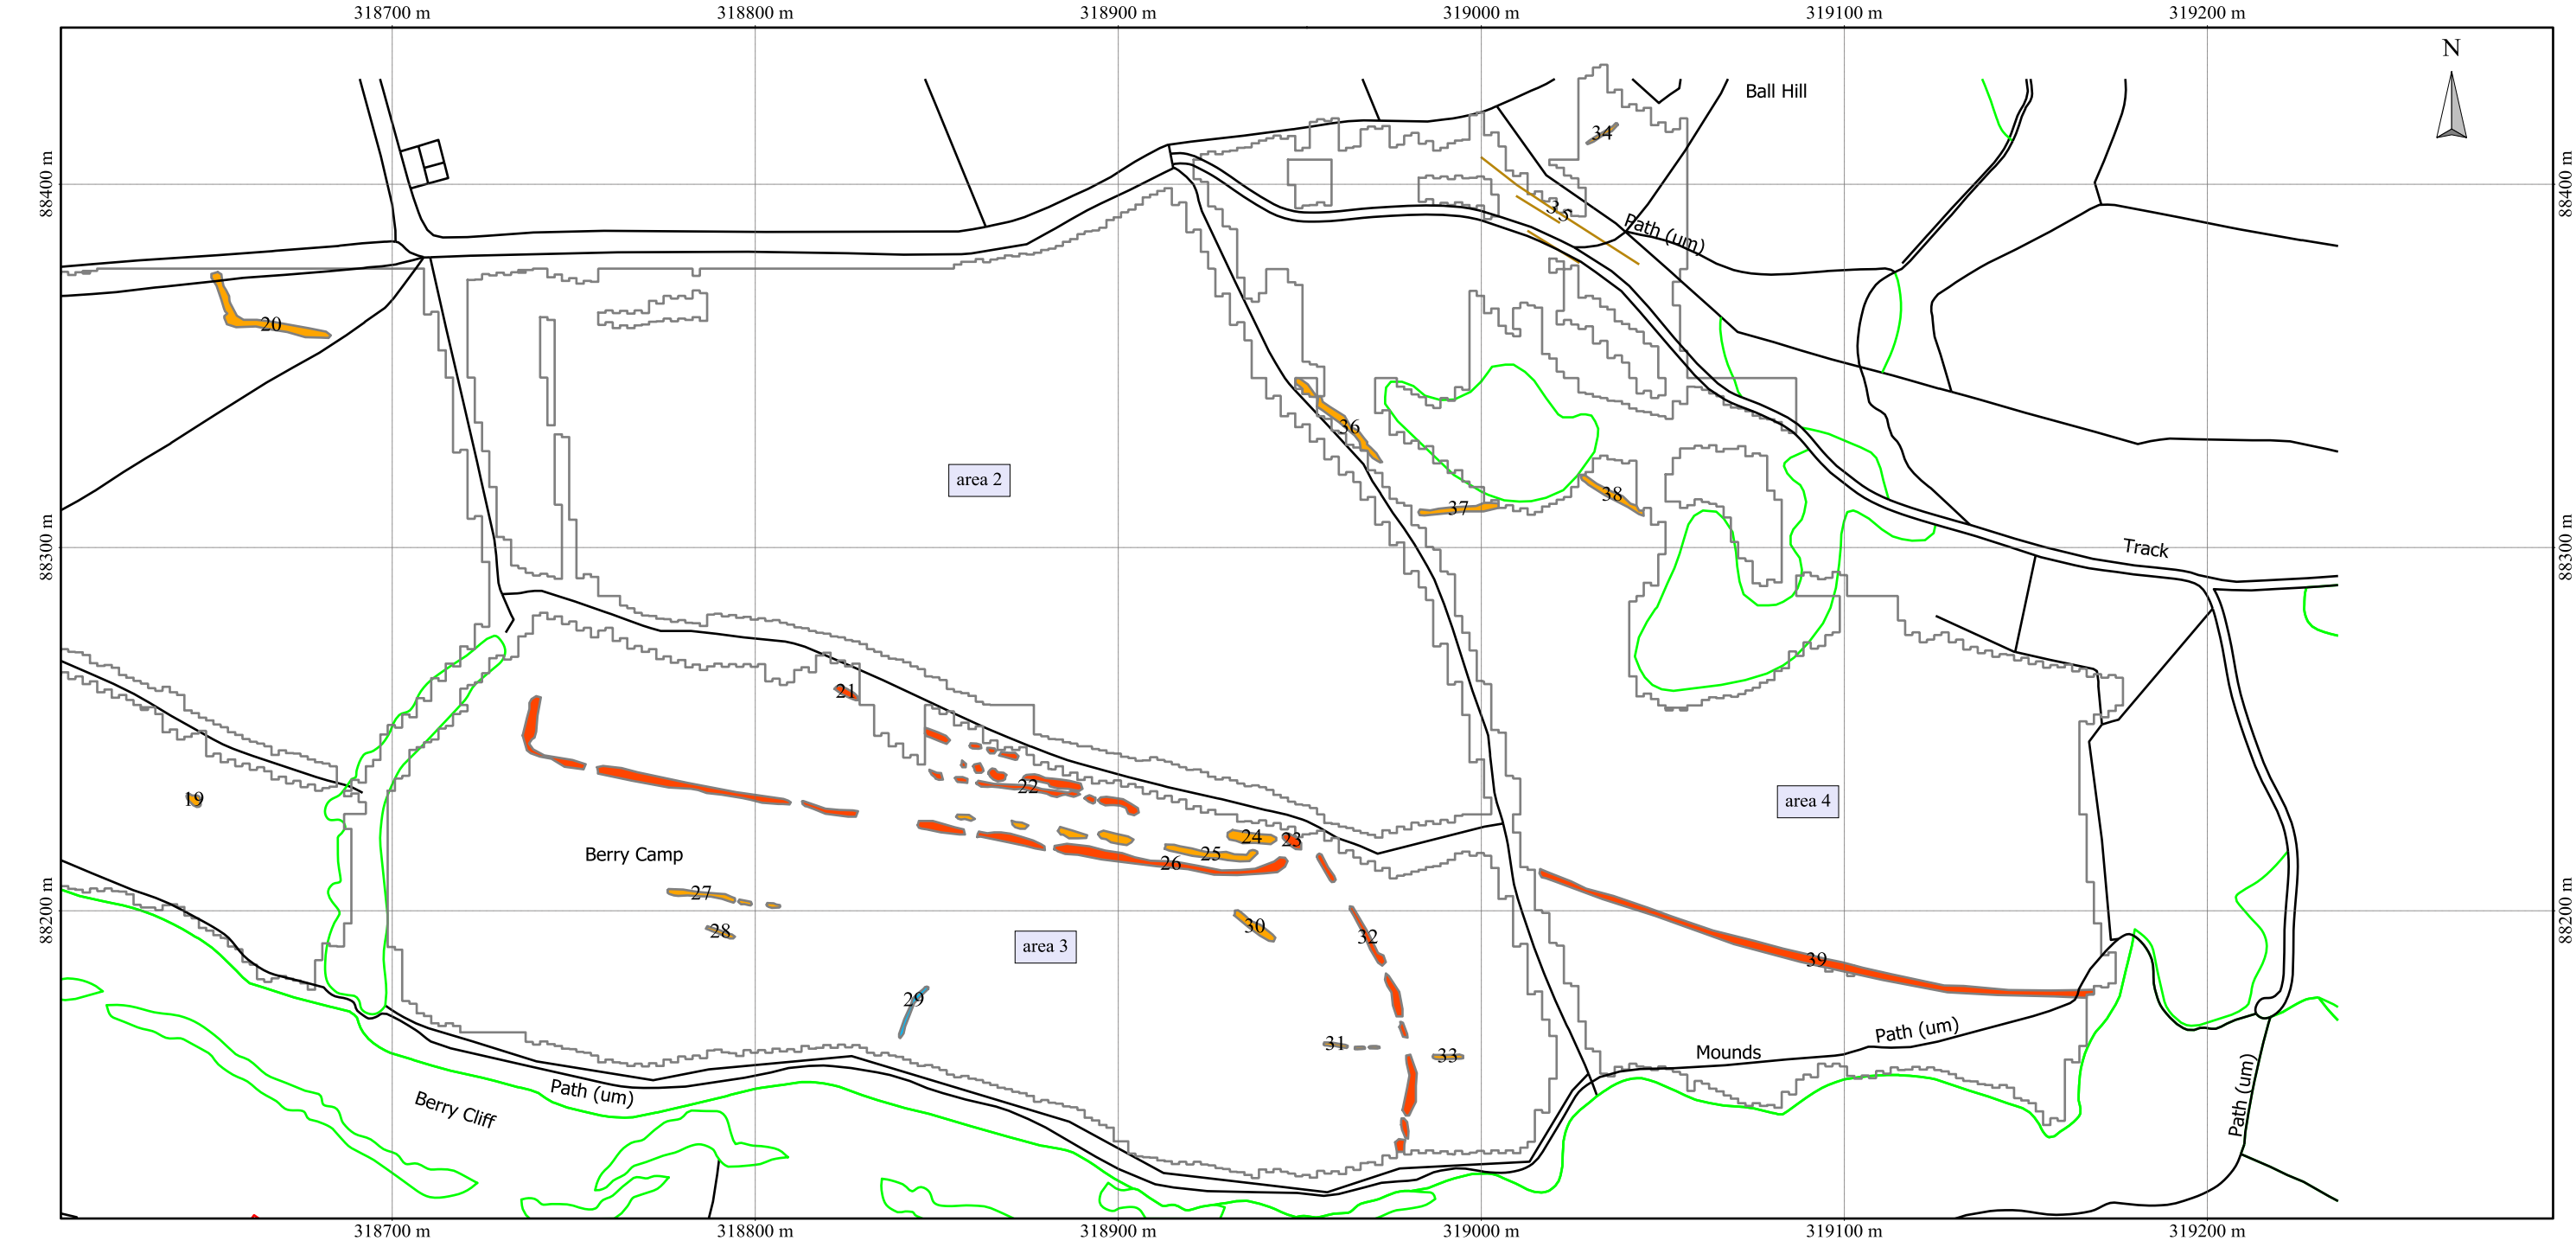 318700 m 318800 m 318900 m 319000 m 319100 m 319200 m
N
Ball Hill
34
88400 m 88400 m
35
Path (um)
20
36
area 2
38
37
88300 m 88300 m
Track
21
22
19
area 4
24 23
Berry Camp
25
26
27
88200 m 88200 m
30
28
32
area 3
39
29
Path (um)
31
33
Mounds
Path (um)
Berry Cliff
Path (um)
318700 m 318800 m 318900 m 319000 m 319100 m 319200 m